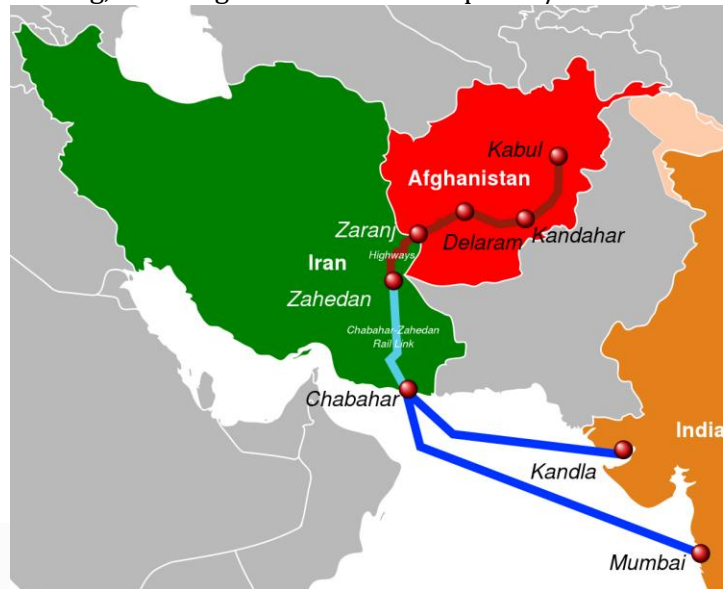 Kabul
Afghanistan
Zaranj
Delaram
Kandahar
Highways
Iran
Zahedan
Chabahar-Zahedan
Rail Link
Chabahar
India
Kandla
Mumbai